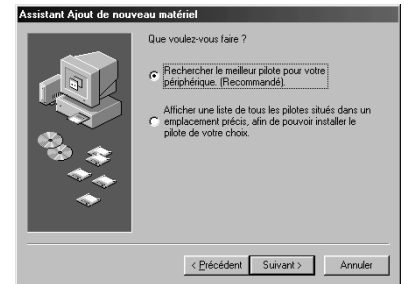 Assistant Ajout de nouveau matériel
Que voulez-vous faire ?
Rechercher le meilleur pilote pour votre
périphérique. (Recommandé).
Afficher une liste de tous les pilotes situés dans un
emplacement précis, afin de pouvoir installer le
pilote de votre choix.
< Précédent Suivant > Annuler